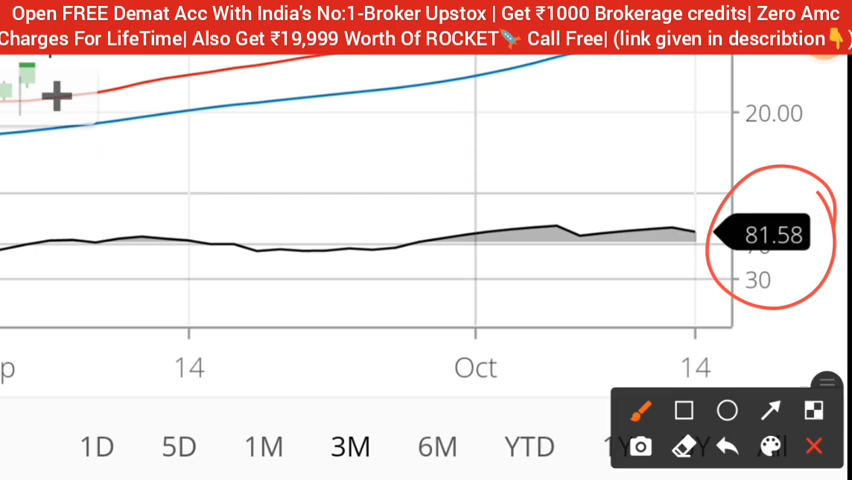 Open FREE Demat Acc With India's No:1-Broker Upstox | Get ₹1000 Brokerage credits| Zero Amc
Charges For LifeTime| Also Get ₹19,999 Worth Of ROCKET🚀 Call Free| (link given in describtion👇)
20.00
81.58
30
p 14 Oct 14
1D 5D 1M 3M 6M YTD